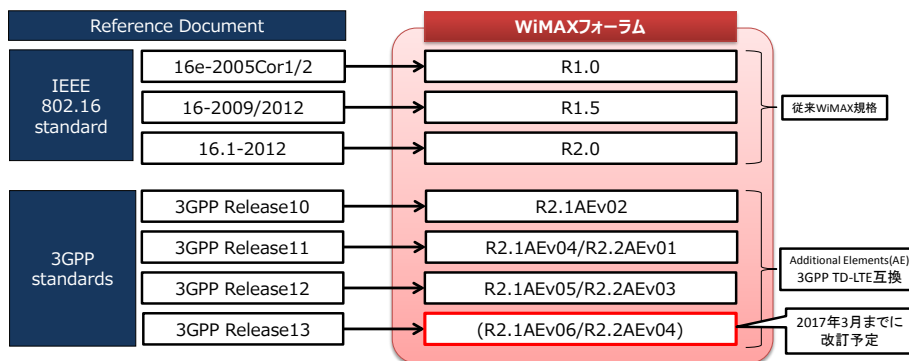 Reference Document
WiMAXフォーラム
IEEE
802.16
standard
16e-2005Cor1/2
R1.0
16-2009/2012
R1.5
16.1-2012
R2.0
従来WiMAX規格
3GPP
standards
3GPP Release10
R2.1AEv02
3GPP Release11
R2.1AEv04/R2.2AEv01
3GPP Release12
R2.1AEv05/R2.2AEv03
3GPP Release13
(R2.1AEv06/R2.2AEv04)
Additional Elements(AE)
3GPP TD-LTE互換
2017年3月までに
改訂予定